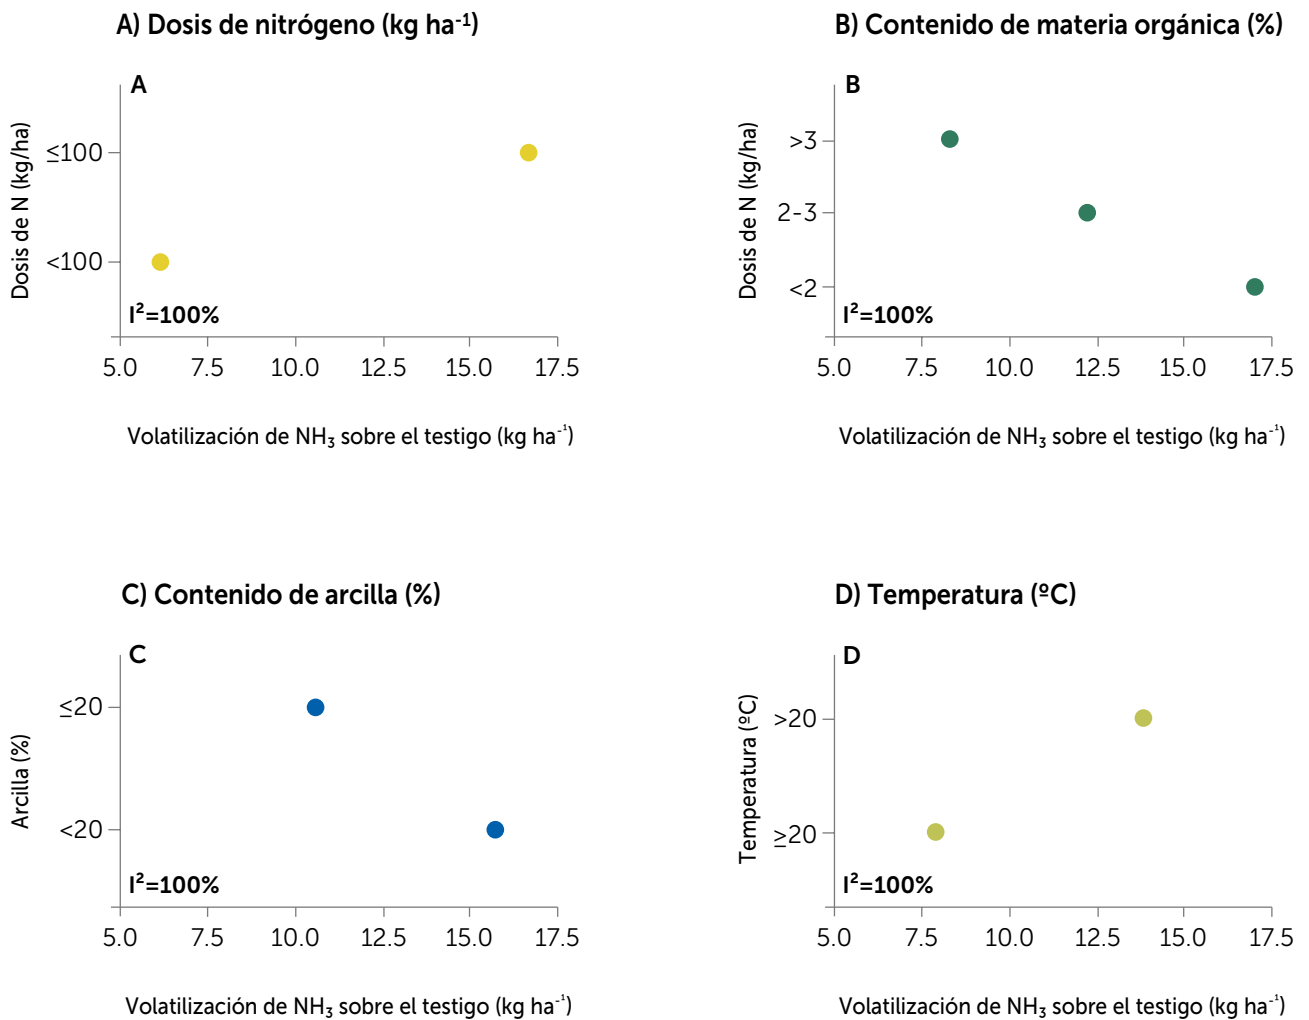 A) Dosis de nitrógeno (kg ha⁻¹)
A
Dosis de N (kg/ha)
≤100
<100
I²=100%
5.0 7.5 10.0 12.5 15.0 17.5
Volatilización de NH₃ sobre el testigo (kg ha⁻¹)
B) Contenido de materia orgánica (%)
B
Dosis de N (kg/ha)
>3
2-3
<2
I²=100%
5.0 7.5 10.0 12.5 15.0 17.5
Volatilización de NH₃ sobre el testigo (kg ha⁻¹)
C) Contenido de arcilla (%)
C
Arcilla (%)
≤20
<20
I²=100%
5.0 7.5 10.0 12.5 15.0 17.5
Volatilización de NH₃ sobre el testigo (kg ha⁻¹)
D) Temperatura (ºC)
D
Temperatura (ºC)
>20
≥20
I²=100%
5.0 7.5 10.0 12.5 15.0 17.5
Volatilización de NH₃ sobre el testigo (kg ha⁻¹)